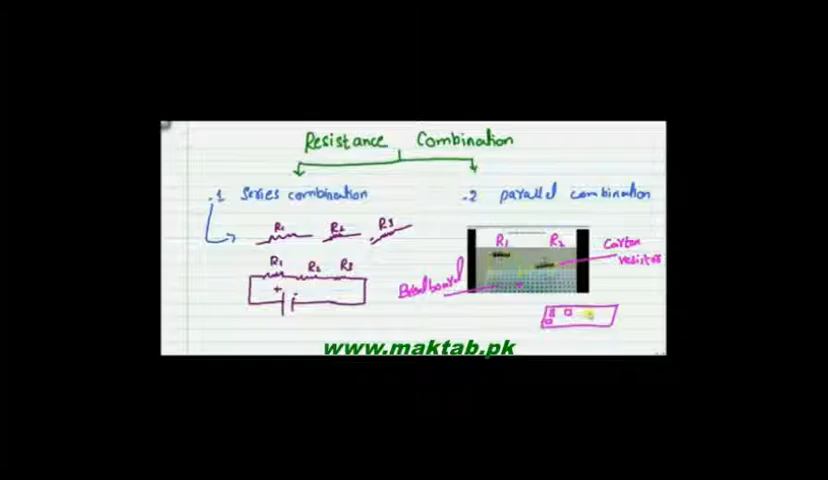 Resistance Combination
.1 Series combination
.2 parallel combination
R1 R2 R3
R1 R2 R3
+ -
R1 R2
Carbon resistor
Breadboard
www.maktab.pk